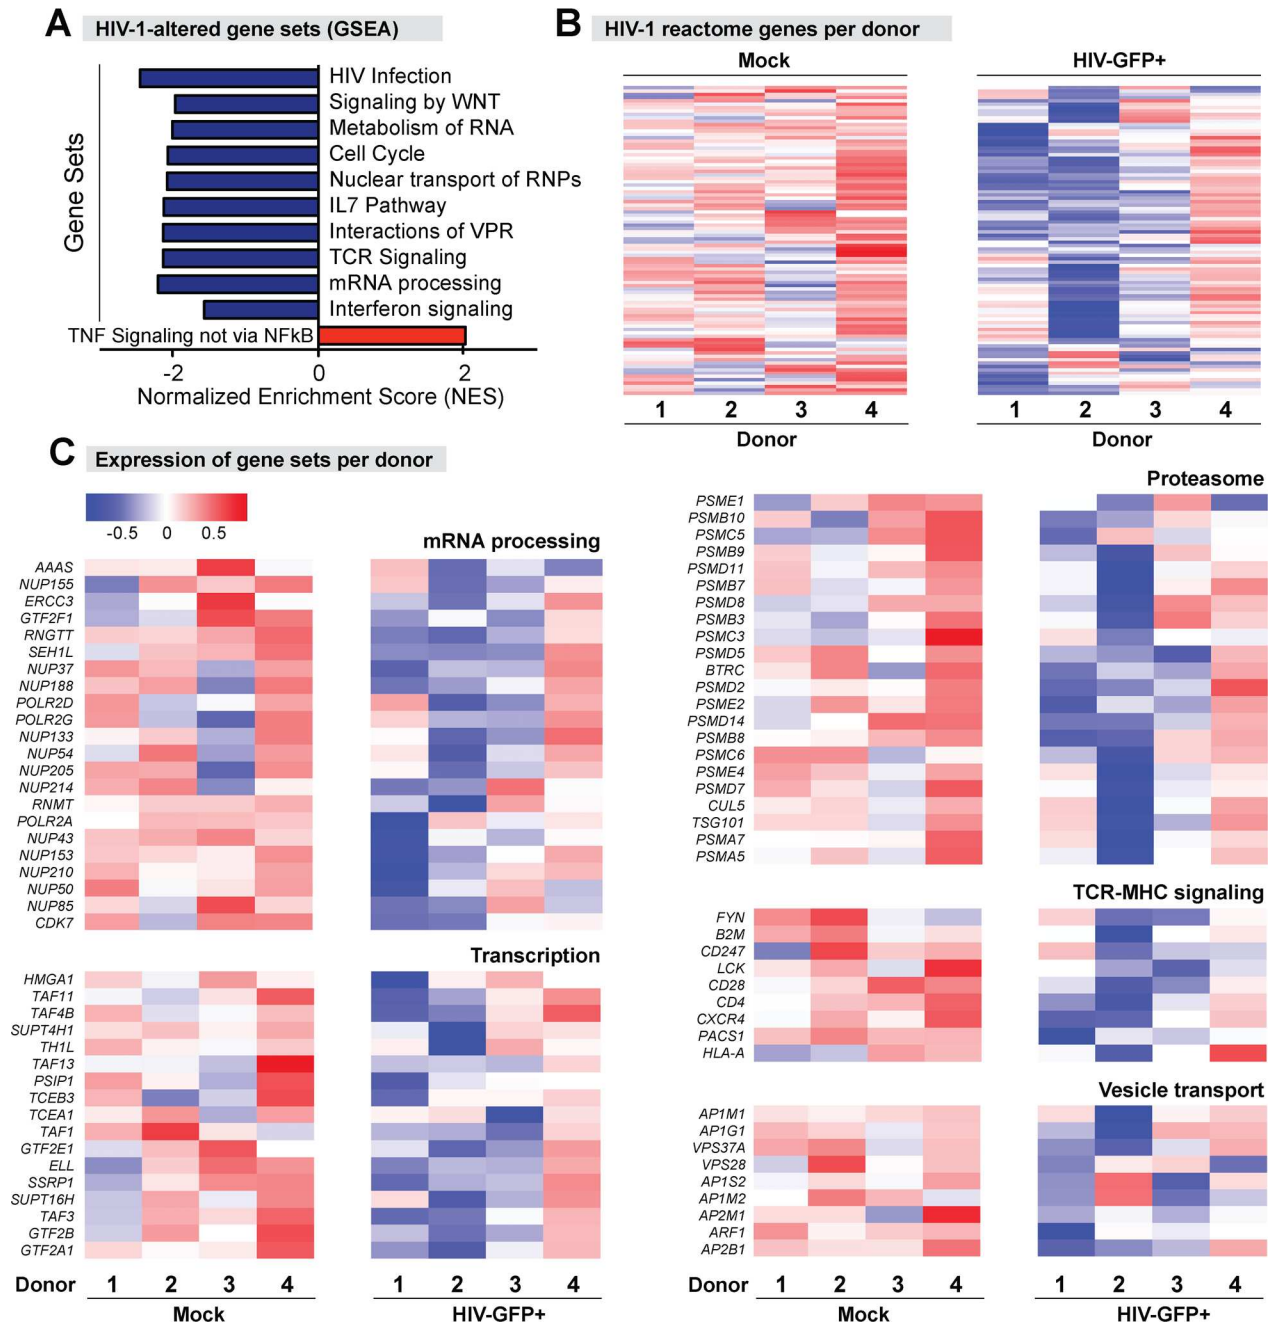 A
HIV-1-altered gene sets (GSEA)
Gene Sets
HIV Infection
Signaling by WNT
Metabolism of RNA
Cell Cycle
Nuclear transport of RNPs
IL7 Pathway
Interactions of VPR
TCR Signaling
mRNA processing
Interferon signaling
TNF Signaling not via NFkB
-2 0 2
Normalized Enrichment Score (NES)
B
HIV-1 reactome genes per donor
Mock HIV-GFP+
1 2 3 4 1 2 3 4
Donor Donor
C
Expression of gene sets per donor
-0.5 0 0.5
mRNA processing
AAAS
NUP155
ERCC3
GTF2F1
RNGTT
SEH1L
NUP37
NUP188
POLR2D
POLR2G
NUP133
NUP54
NUP205
NUP214
RNMT
POLR2A
NUP43
NUP153
NUP210
NUP50
NUP85
CDK7
Transcription
HMGA1
TAF11
TAF4B
SUPT4H1
TH1L
TAF13
PSIP1
TCEB3
TCEA1
TAF1
GTF2E1
ELL
SSRP1
SUPT16H
TAF3
GTF2B
GTF2A1
Donor 1 2 3 4 1 2 3 4
Mock HIV-GFP+
Proteasome
PSME1
PSMB10
PSMC5
PSMB9
PSMD11
PSMB7
PSMD8
PSMB3
PSMC3
PSMD5
BTRC
PSMD2
PSME2
PSMD14
PSMB8
PSMC6
PSME4
PSMD7
CUL5
TSG101
PSMA7
PSMA5
TCR-MHC signaling
FYN
B2M
CD247
LCK
CD28
CD4
CXCR4
PACS1
HLA-A
Vesicle transport
AP1M1
AP1G1
VPS37A
VPS28
AP1S2
AP1M2
AP2M1
ARF1
AP2B1
Donor 1 2 3 4 1 2 3 4
Mock HIV-GFP+